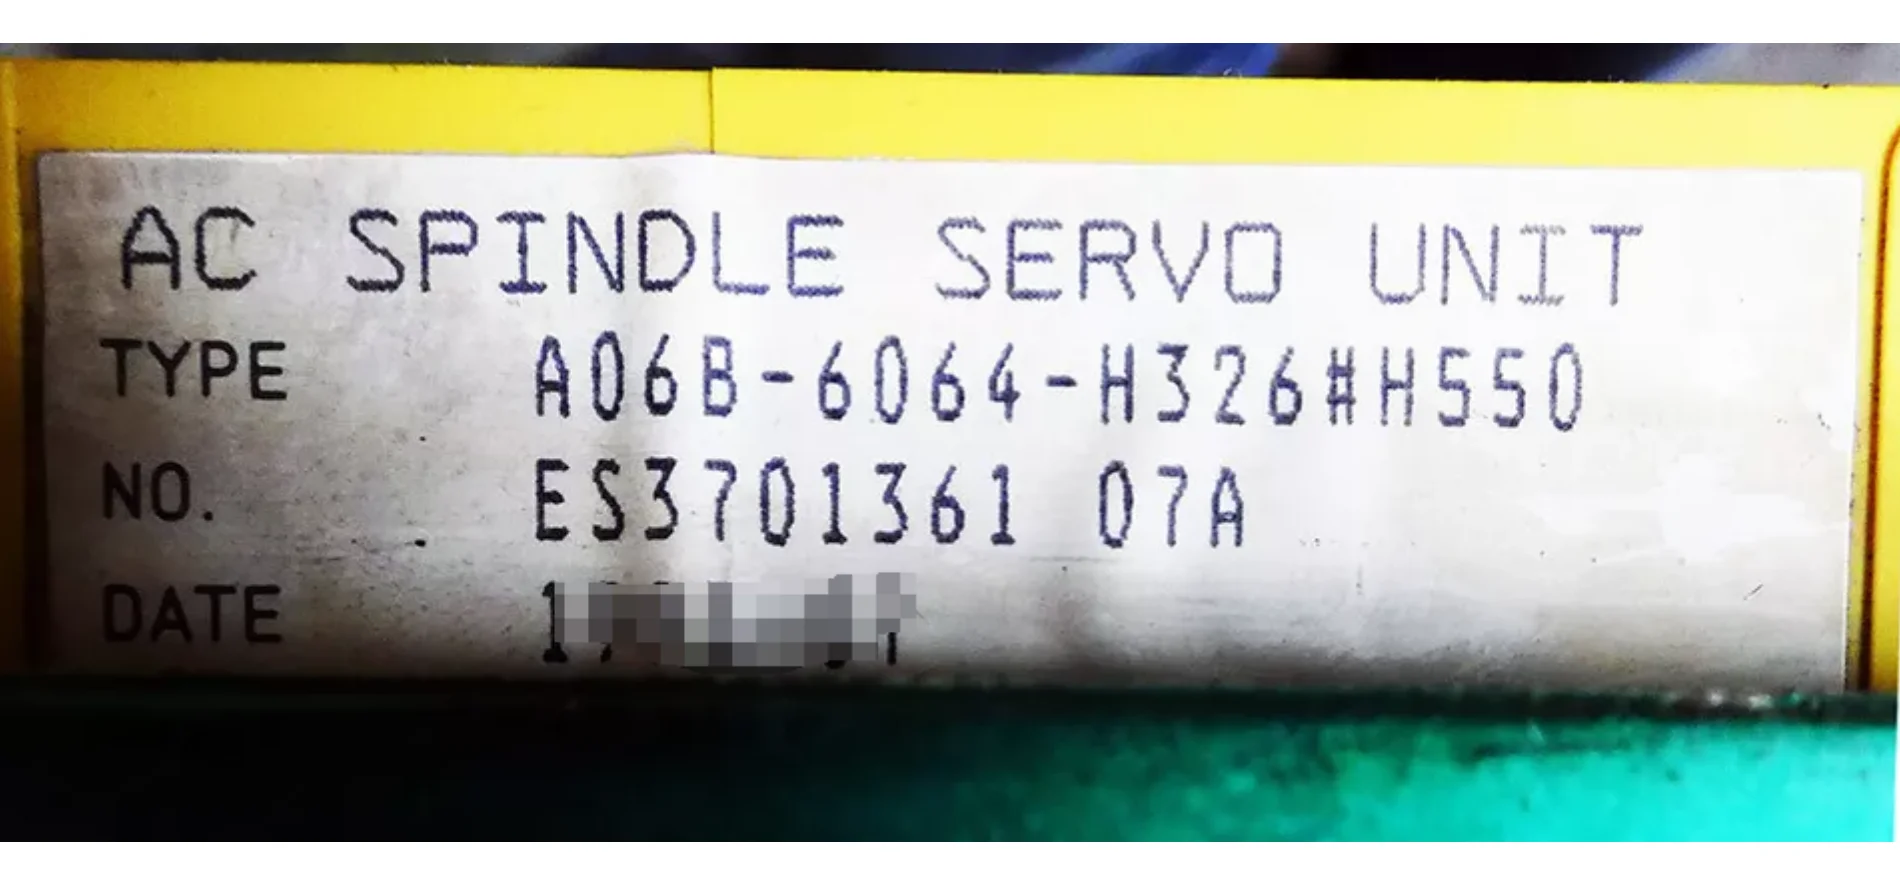 AC SPINDLE SERVO UNIT
TYPE A06B-6064-H326#H550
NO. ES3701361 07A
DATE